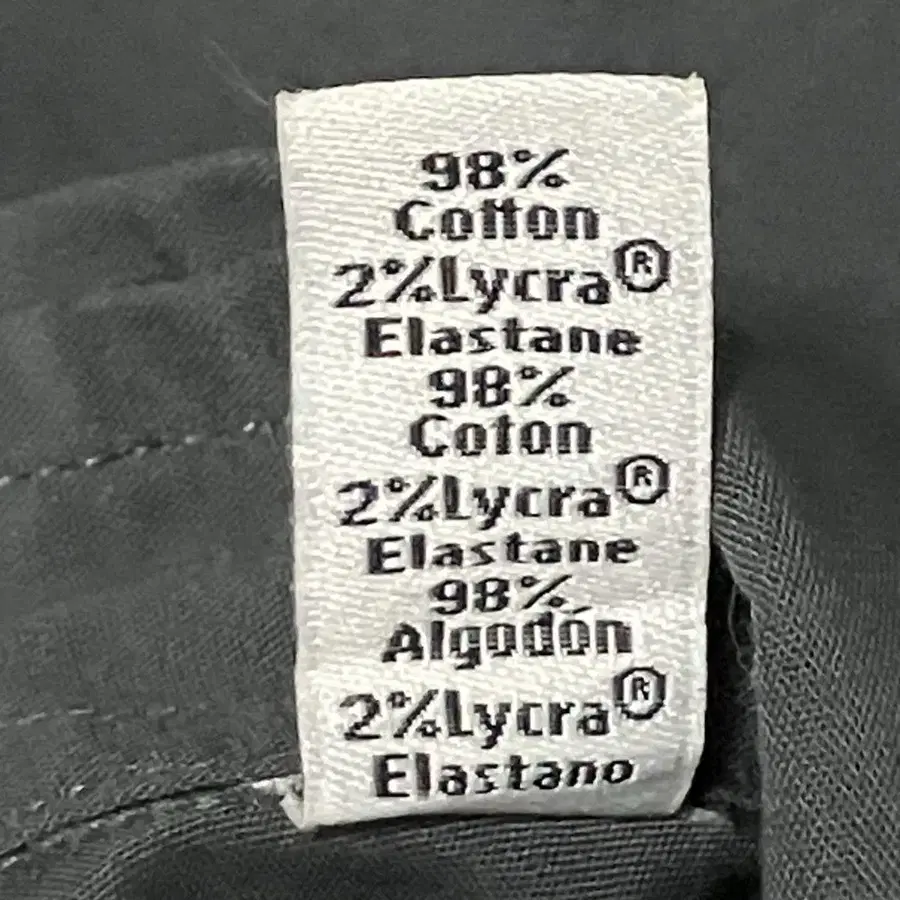 98%
Cotton
2%Lycra®
Elastane
98%
Coton
2%Lycra®
Elastane
98%
Algodón
2%Lycra®
Elastano